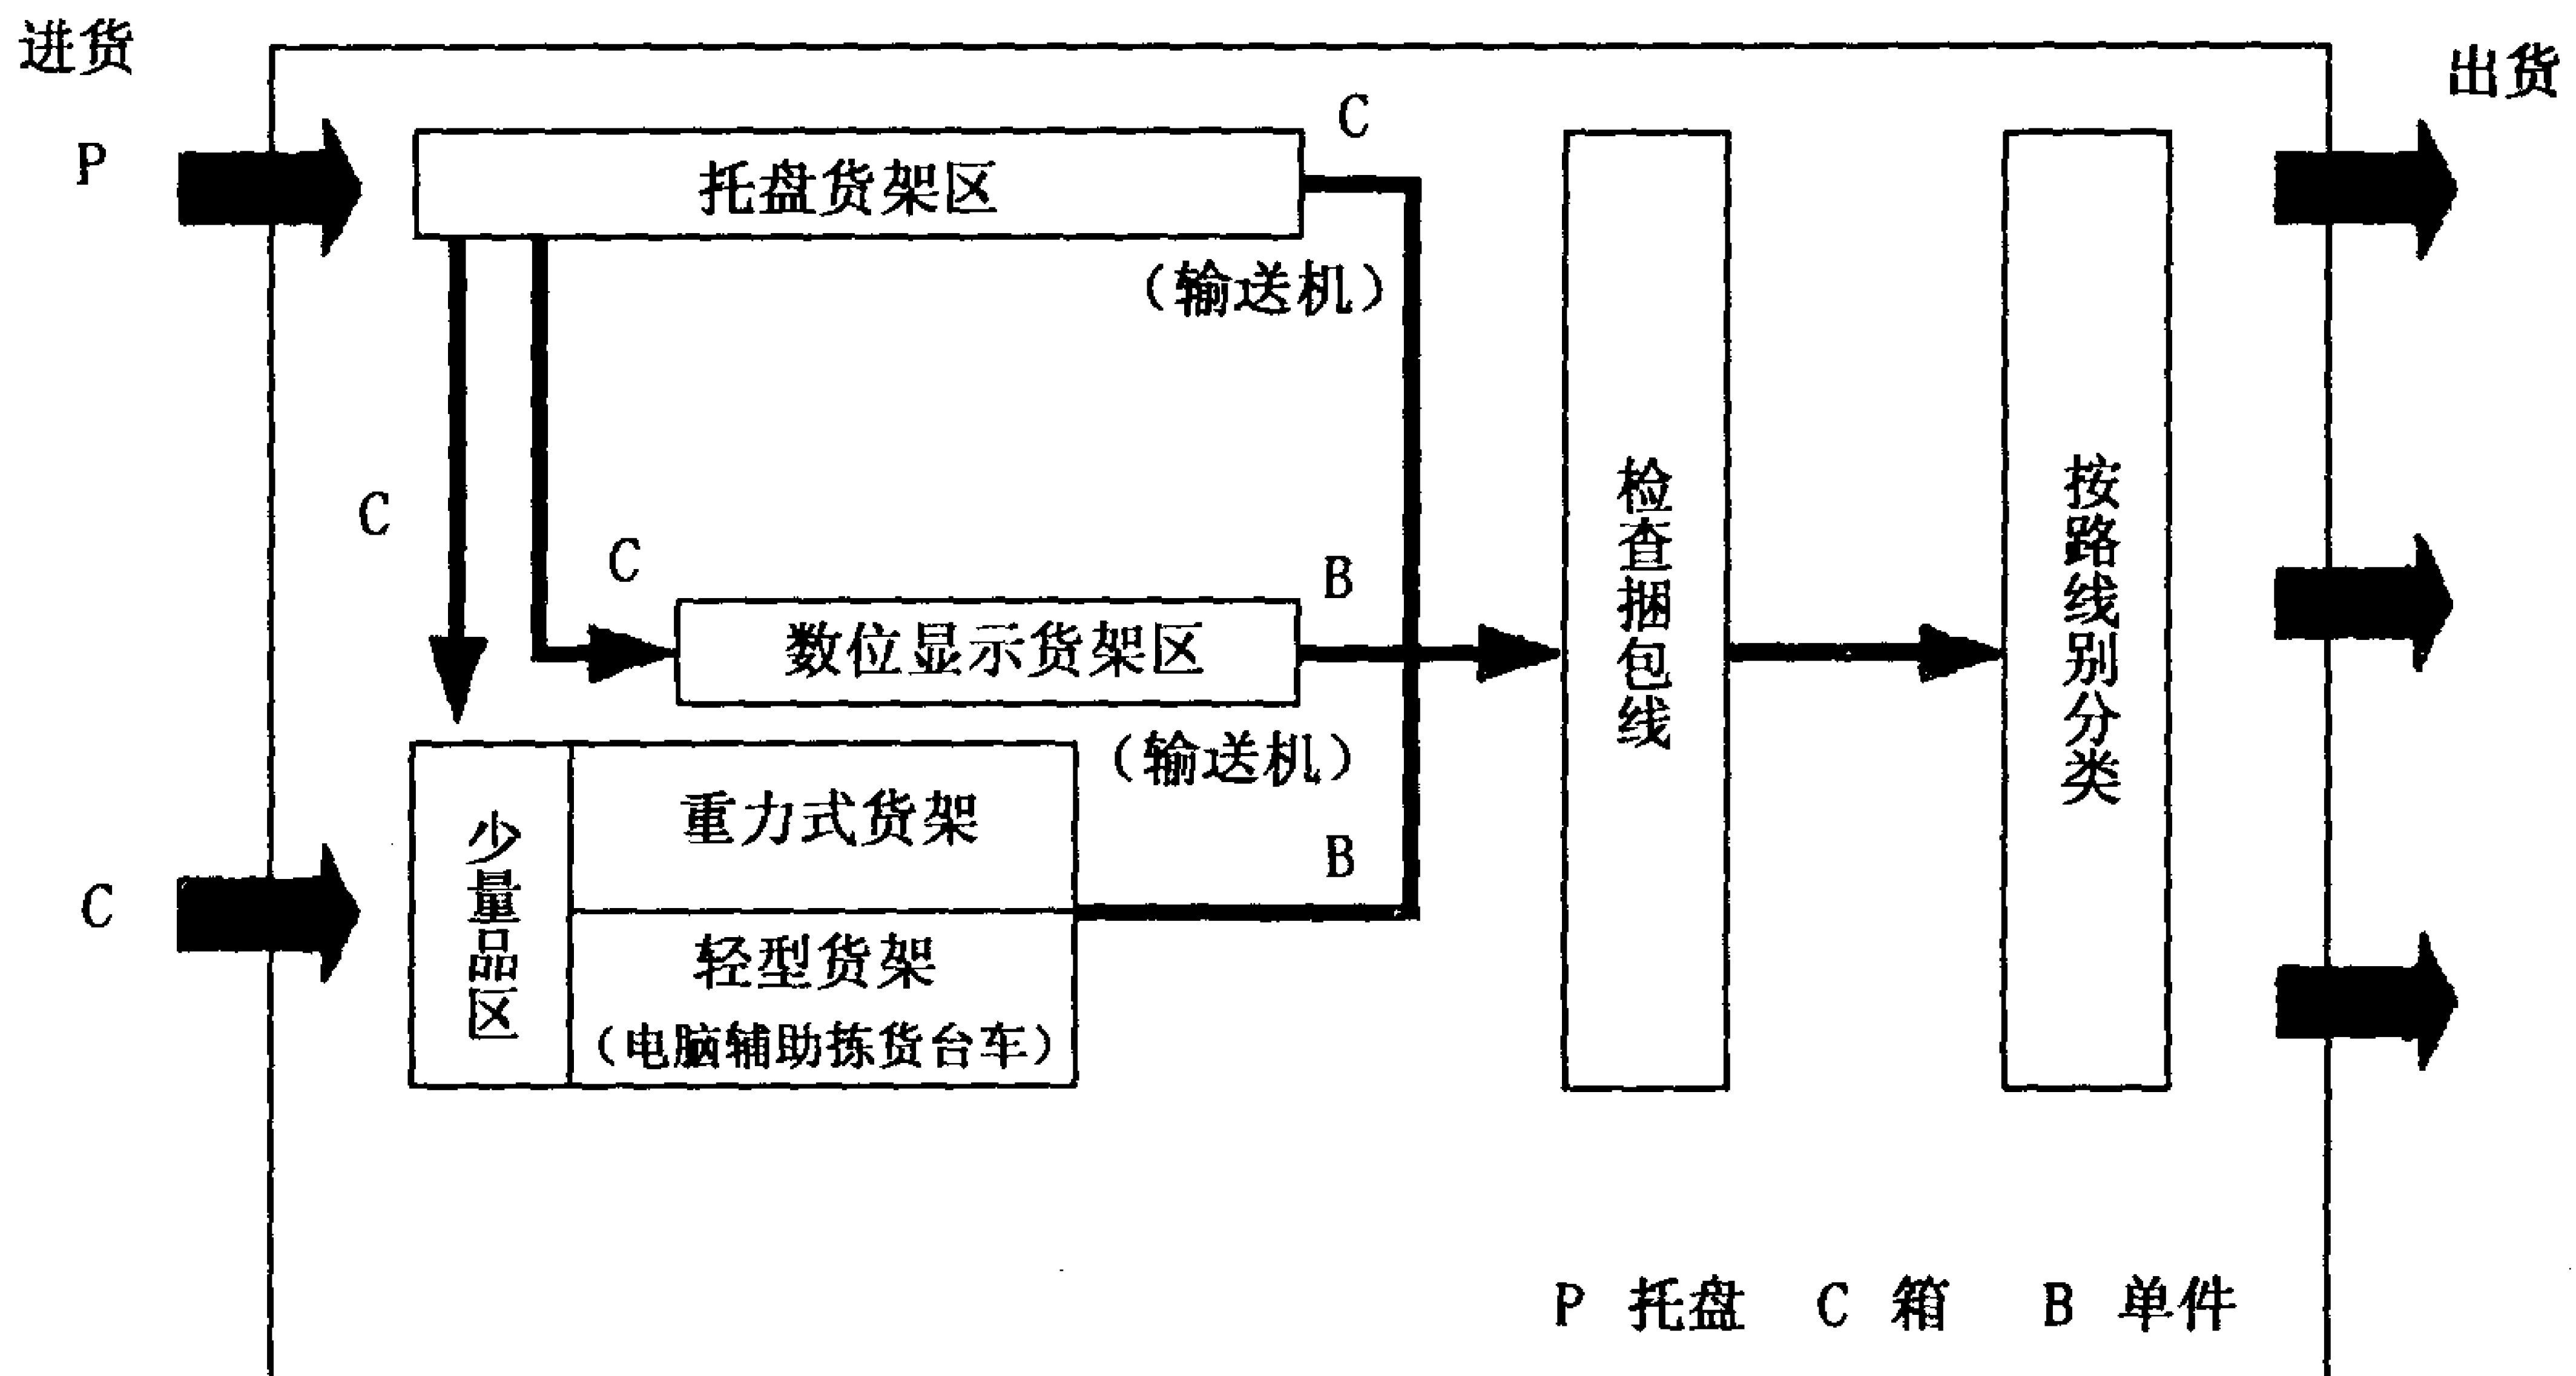 进货
出货
P
托盘货架区
C
（输送机）
C
C
数位显示货架区
B
（输送机）
检查捆包线
按路线别分类
C
少量品区
重力式货架
B
轻型货架
（电脑辅助拣货台车）
P 托盘 C 箱 B 单件